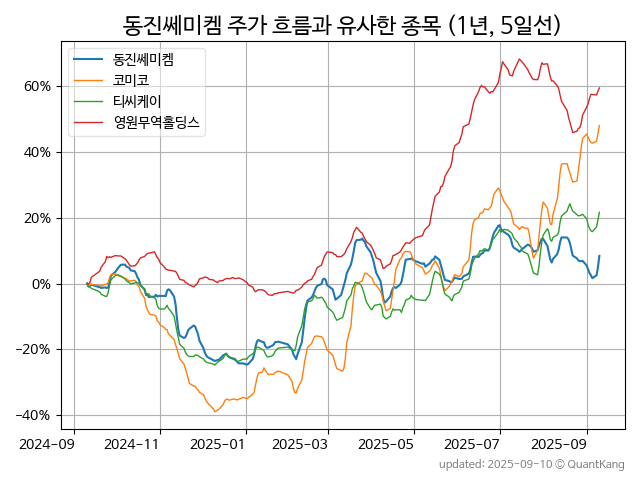 동진쎄미켐 주가 흐름과 유사한 종목 (1년, 5일선)
동진쎄미켐
코미코
티씨케이
영원무역홀딩스
60%
40%
20%
0%
−20%
−40%
2024-09 2024-11 2025-01 2025-03 2025-05 2025-07 2025-09
updated: 2025-09-10 © QuantKang